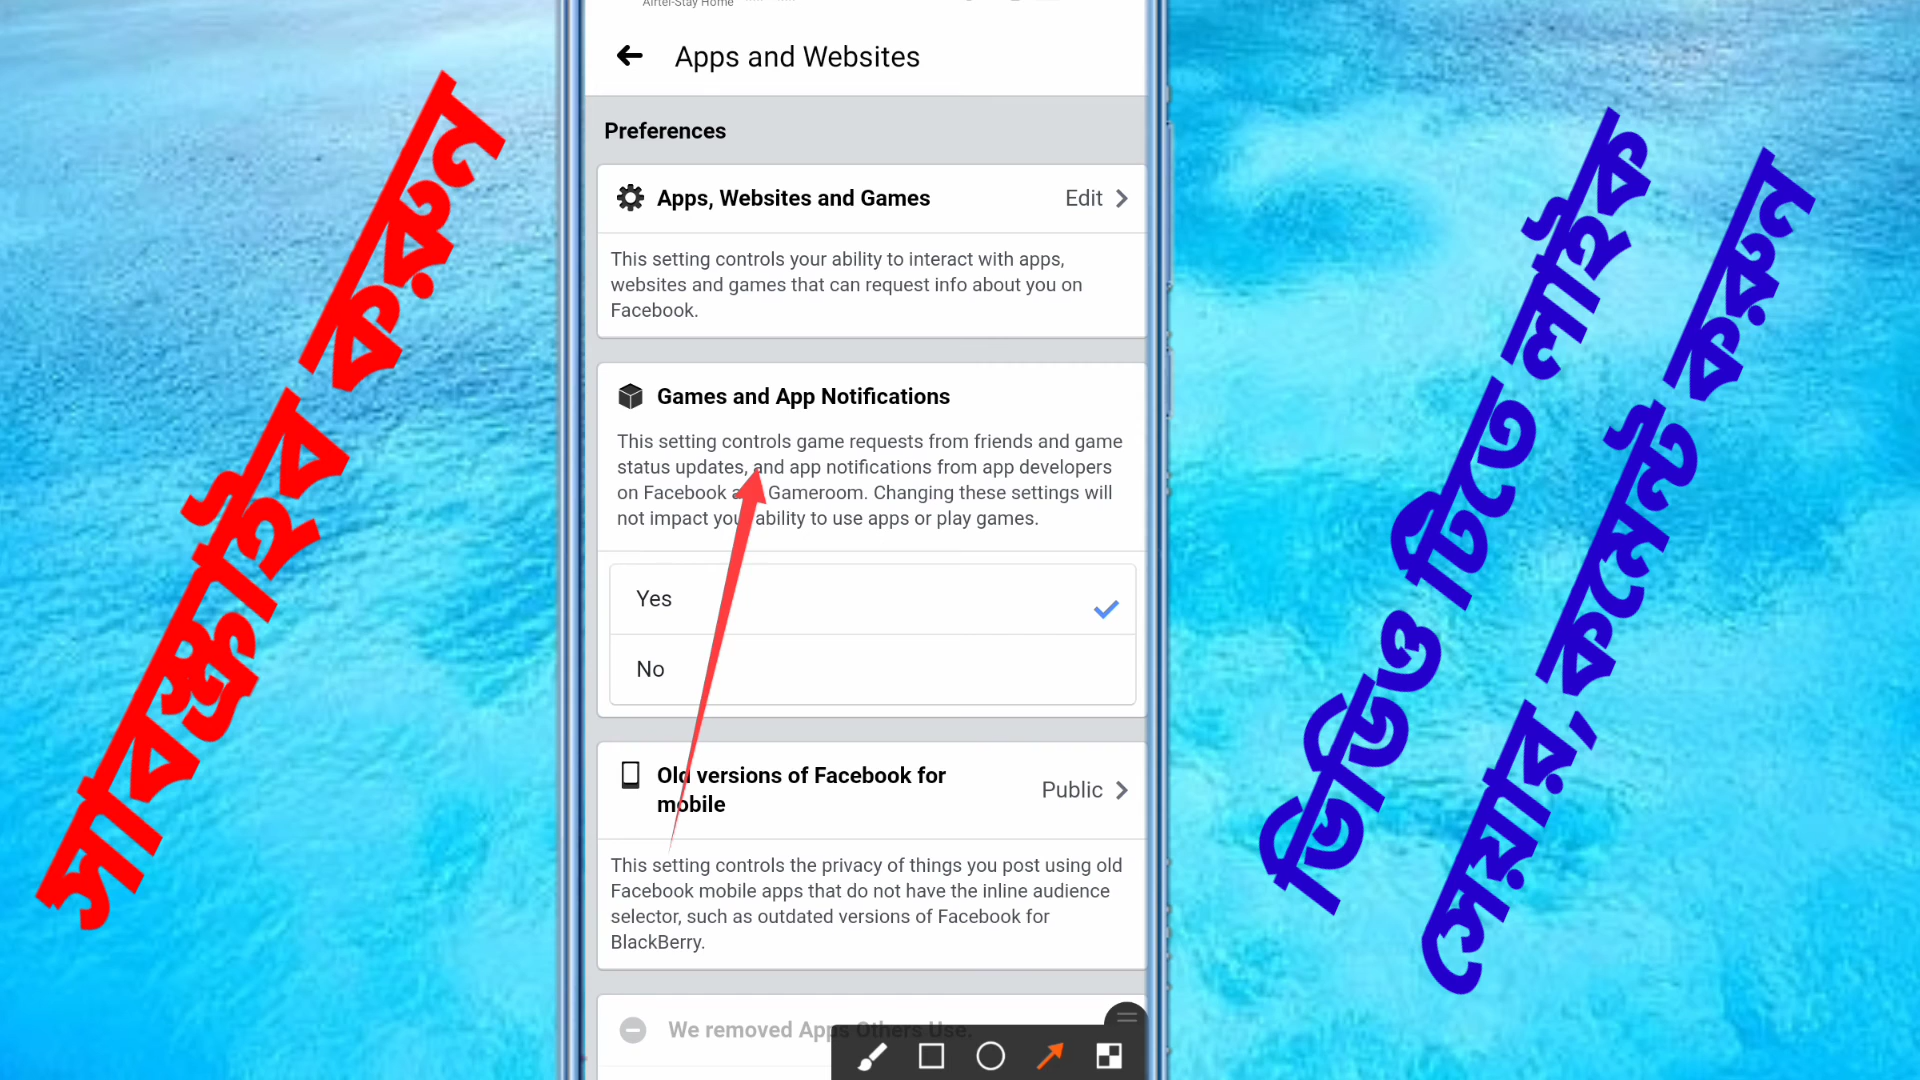 Airtel-Stay Home
Apps and Websites
Preferences
Apps, Websites and Games
Edit
This setting controls your ability to interact with apps,
websites and games that can request info about you on
Facebook.
Games and App Notifications
This setting controls game requests from friends and game
status updates, and app notifications from app developers
on Facebook and Gameroom. Changing these settings will
not impact your ability to use apps or play games.
Yes
No
Old versions of Facebook for
mobile
Public
This setting controls the privacy of things you post using old
Facebook mobile apps that do not have the inline audience
selector, such as outdated versions of Facebook for
BlackBerry.
We removed Apps Others Use.
সাবস্ক্রাইব করুন
ভিডিও টিতে লাইক
সেয়ার, কমেন্ট করুন